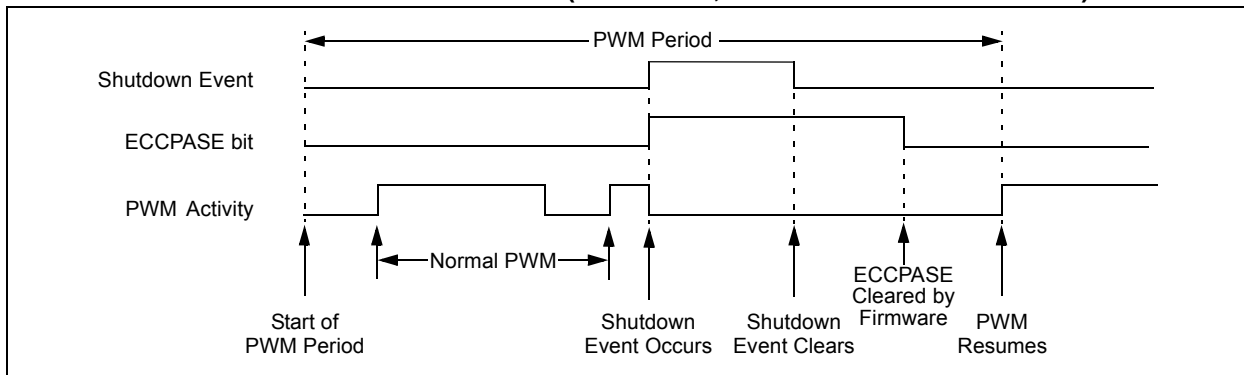 PWM Period
Shutdown Event
ECCPASE bit
PWM Activity
Normal PWM
Start of
PWM Period
Shutdown
Event Occurs
Shutdown
Event Clears
ECCPASE
Cleared by
Firmware
PWM
Resumes